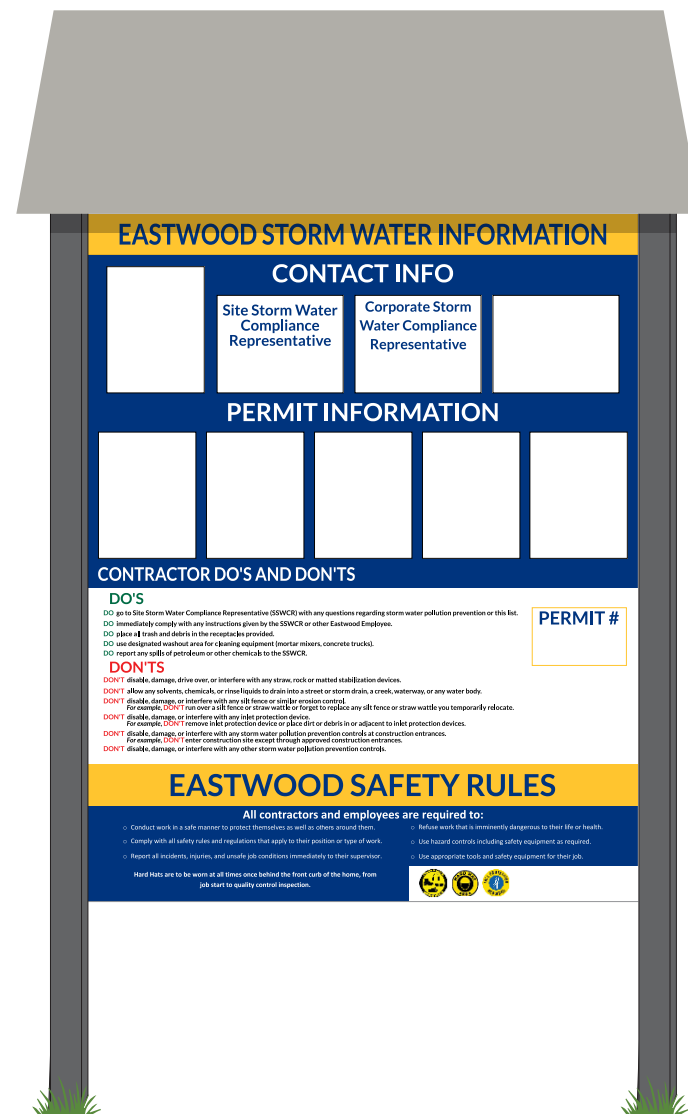 EASTWOOD STORM WATER INFORMATION
CONTACT INFO
Site Storm Water
Compliance
Representative
Corporate Storm
Water Compliance
Representative
PERMIT INFORMATION
CONTRACTOR DO'S AND DON'TS
DO'S
DO go to Site Storm Water Compliance Representative (SSWCR) with any questions regarding storm water pollution prevention or this list.
DO immediately comply with any instructions given by the SSWCR or other Eastwood Employee.
DO place all trash and debris in the receptacles provided.
DO use designated washout area for cleaning equipment (mortar mixers, concrete trucks).
DO report any spills of petroleum or other chemicals to the SSWCR.
PERMIT #
DON'TS
DON'T disable, damage, drive over, or interfere with any straw, rock or matted stabilization devices.
DON'T allow any solvents, chemicals, or rinse liquids to drain into a street or storm drain, a creek, waterway, or any water body.
DON'T disable, damage, or interfere with any silt fence or similar erosion control.
For example, DON'T run over a silt fence or straw wattle or forget to replace any silt fence or straw wattle you temporarily relocate.
DON'T disable, damage, or interfere with any inlet protection device.
For example, DON'T remove inlet protection device or place dirt or debris in or adjacent to inlet protection devices.
DON'T disable, damage, or interfere with any storm water pollution prevention controls at construction entrances.
For example, DON'T enter construction site except through approved construction entrances.
DON'T disable, damage, or interfere with any other storm water pollution prevention controls.
EASTWOOD SAFETY RULES
All contractors and employees are required to:
o Conduct work in a safe manner to protect themselves as well as others around them.
o Comply with all safety rules and regulations that apply to their position or type of work.
o Report all incidents, injuries, and unsafe job conditions immediately to their supervisor.
o Refuse work that is imminently dangerous to their life or health.
o Use hazard controls including safety equipment as required.
o Use appropriate tools and safety equipment for their job.
Hard Hats are to be worn at all times once behind the front curb of the home, from
job start to quality control inspection.
HARD HAT
AREA